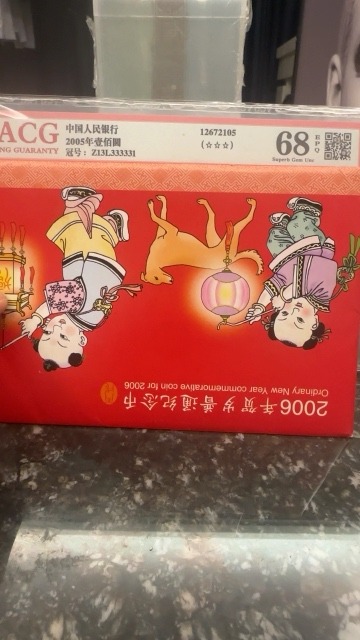 ACG
NG GUARANTY
中国人民银行
2005年壹佰圆
冠号：Z13L333331
12672105
(☆☆☆)
68
EPQ
Superb Gem Unc
2006年贺岁普通纪念币
Ordinary New Year commemorative coin for 2006